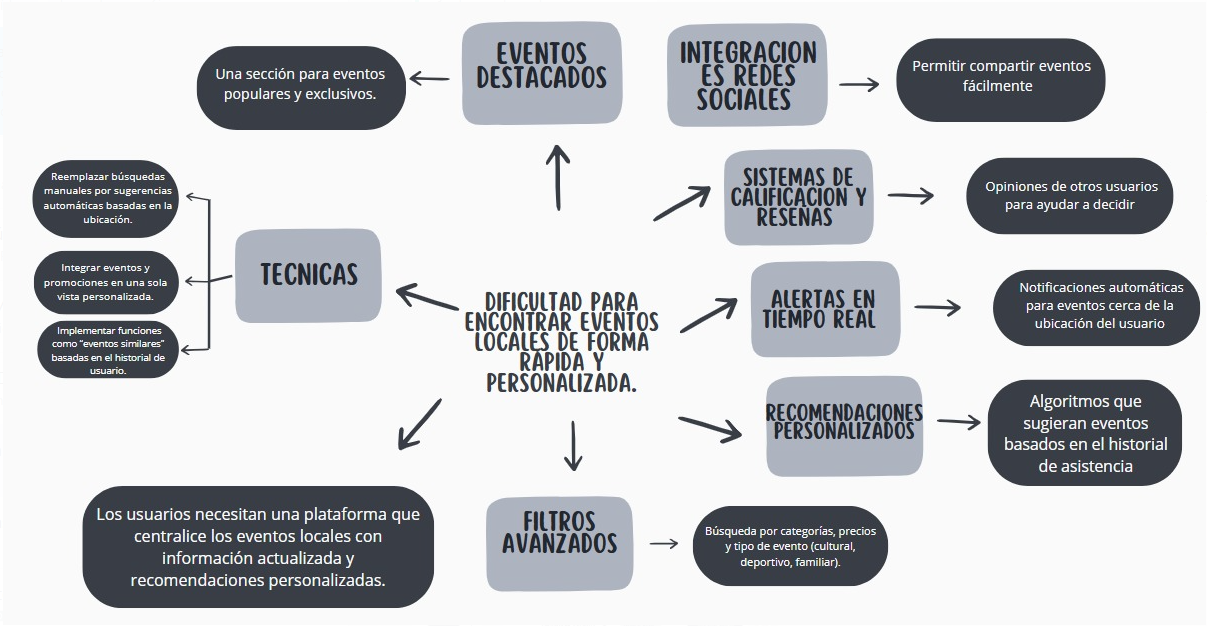 EVENTOS
DESTACADOS
Una sección para eventos
populares y exclusivos.
INTEGRACION
ES REDES
SOCIALES
Permitir compartir eventos
fácilmente
Reemplazar búsquedas
manuales por sugerencias
automáticas basadas en la
ubicación.
Integrar eventos y
promociones en una sola
vista personalizada.
Implementar funciones
como “eventos similares”
basadas en el historial de
usuario.
TECNICAS
SISTEMAS DE
CALIFICACION Y
RESEÑAS
Opiniones de otros usuarios
para ayudar a decidir
ALERTAS EN
TIEMPO REAL
Notificaciones automáticas
para eventos cerca de la
ubicación del usuario
DIFICULTAD PARA
ENCONTRAR EVENTOS
LOCALES DE FORMA
RÁPIDA Y
PERSONALIZADA.
RECOMENDACIONES
PERSONALIZADOS
Algoritmos que
sugieran eventos
basados en el historial
de asistencia
Los usuarios necesitan una plataforma que
centralice los eventos locales con
información actualizada y
recomendaciones personalizadas.
FILTROS
AVANZADOS
Búsqueda por categorías, precios
y tipo de evento (cultural,
deportivo, familiar).